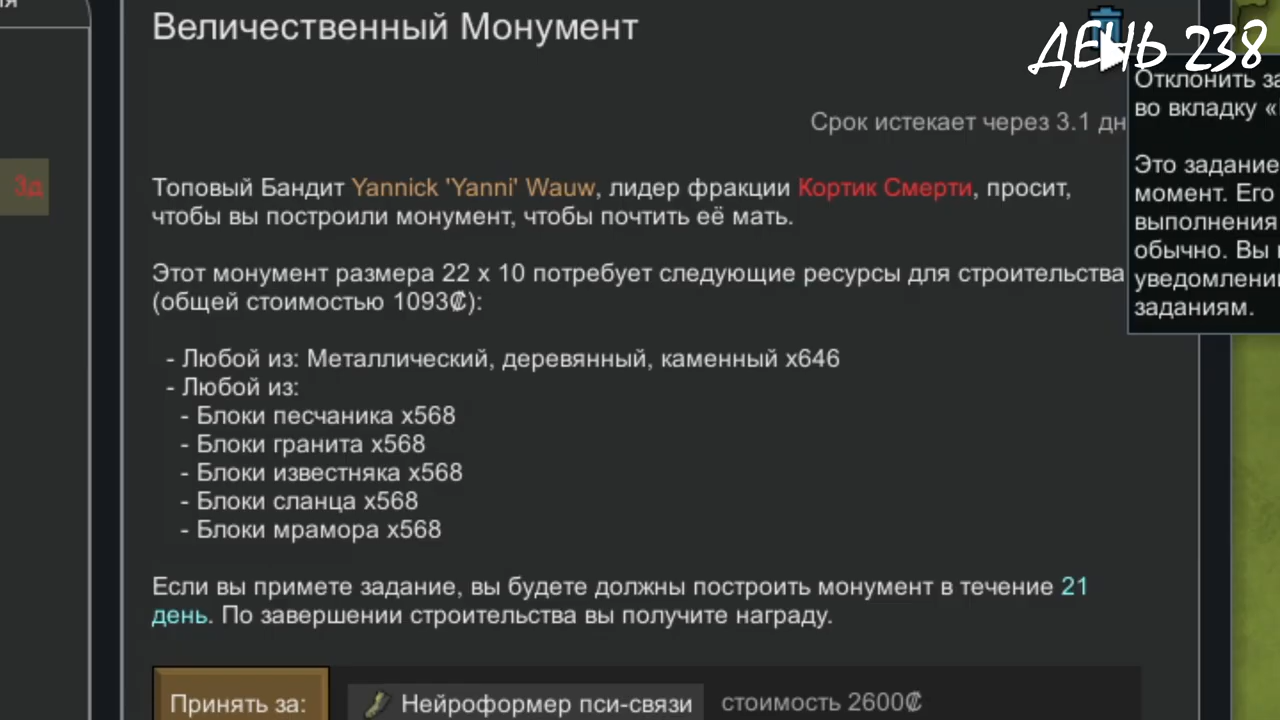 Величественный Монумент
ДЕНЬ 238
Отклонить
во вкладку «
Срок истекает через 3.1 дн
Это задание
момент. Его
выполнения
обычно. Вы
уведомлени
заданиям.
3д
Топовый Бандит Yannick 'Yanni' Wauw, лидер фракции Кортик Смерти, просит,
чтобы вы построили монумент, чтобы почтить её мать.
Этот монумент размера 22 x 10 потребует следующие ресурсы для строительства
(общей стоимостью 1093₡):
- Любой из: Металлический, деревянный, каменный x646
- Любой из:
- Блоки песчаника x568
- Блоки гранита x568
- Блоки известняка x568
- Блоки сланца x568
- Блоки мрамора x568
Если вы примете задание, вы будете должны построить монумент в течение 21
день. По завершении строительства вы получите награду.
Принять за:
Нейроформер пси-связи
стоимость 2600₡